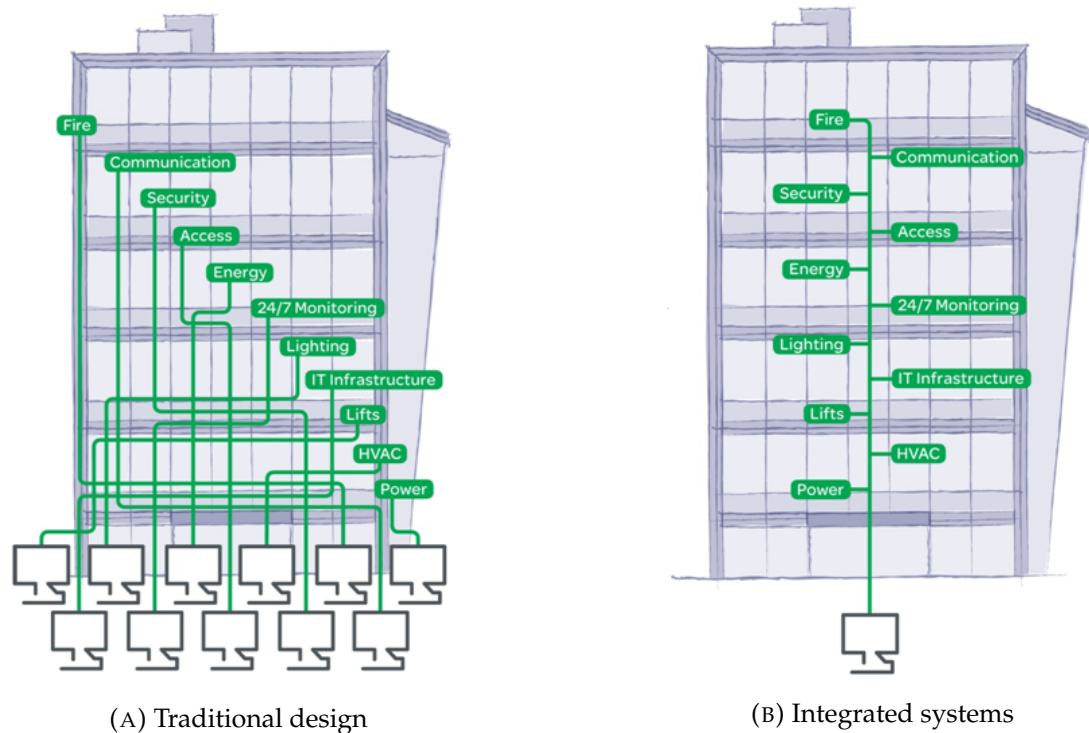 Fire
Communication
Security
Access
Energy
24/7 Monitoring
Lighting
IT Infrastructure
Lifts
HVAC
Power
(A) Traditional design
Fire
Communication
Security
Access
Energy
24/7 Monitoring
Lighting
IT Infrastructure
Lifts
HVAC
Power
(B) Integrated systems